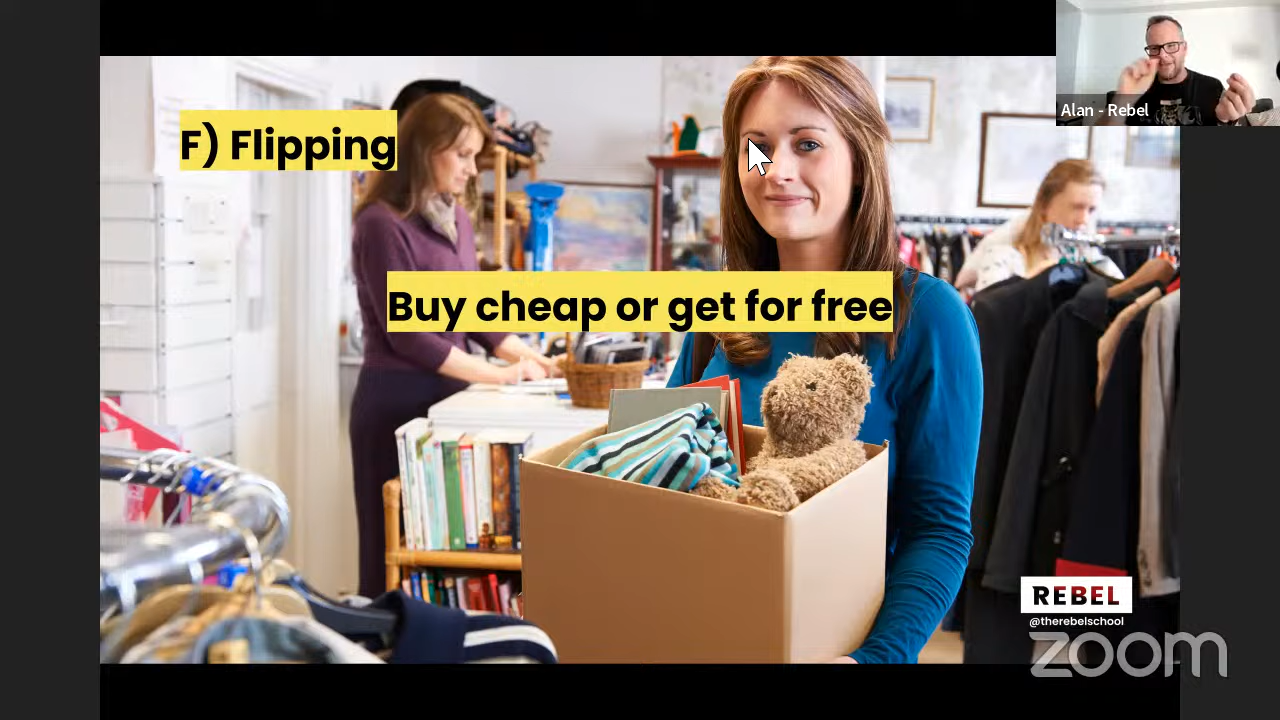 Alan - Rebel
F) Flipping
Buy cheap or get for free
REBEL
@therebelschool
zoom